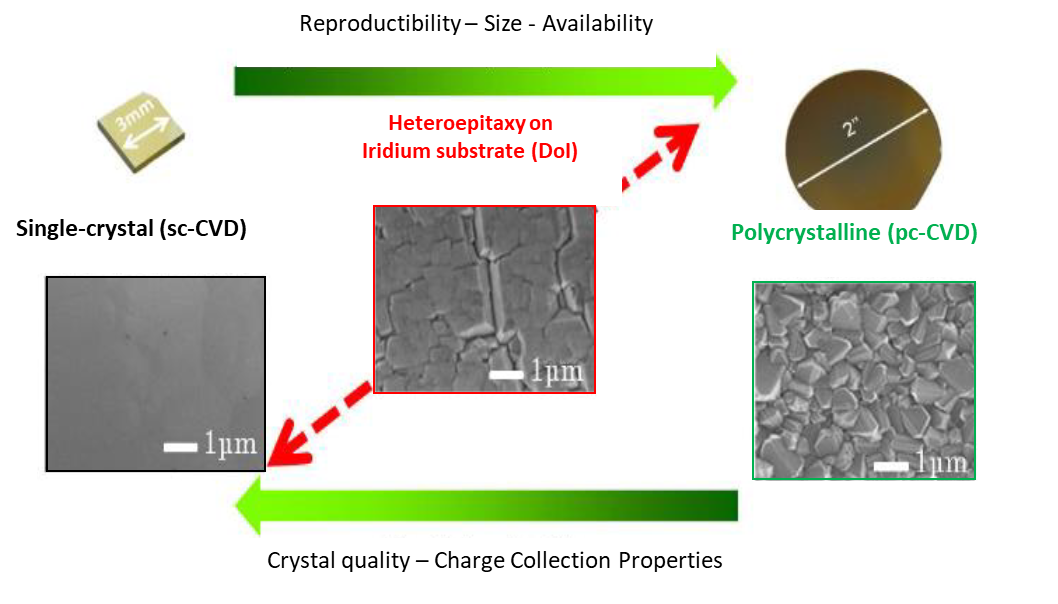 Reproductibility – Size - Availability
3mm
Heteroepitaxy on
Iridium substrate (DoI)
2"
Single-crystal (sc-CVD)
Polycrystalline (pc-CVD)
1µm
1µm
1µm
Crystal quality – Charge Collection Properties